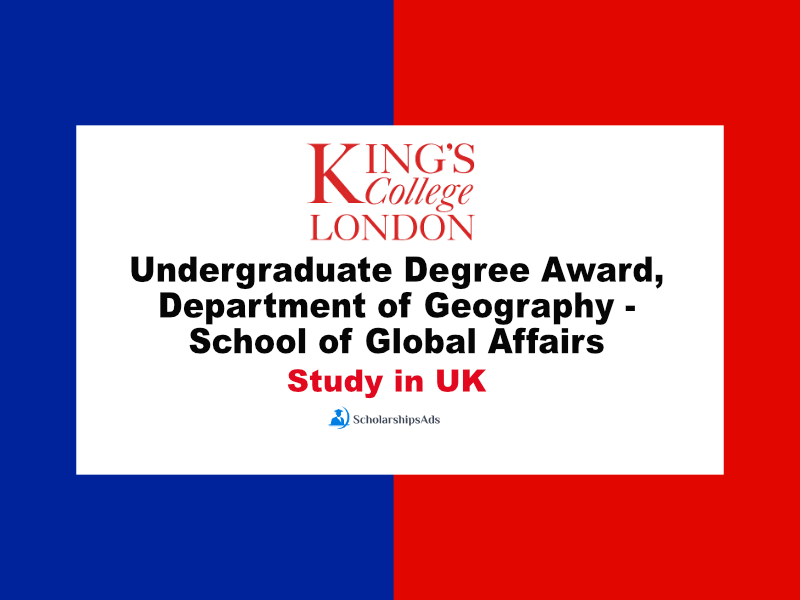 KING'S
College
LONDON
Undergraduate Degree Award,
Department of Geography -
School of Global Affairs
Study in UK
ScholarshipsAds